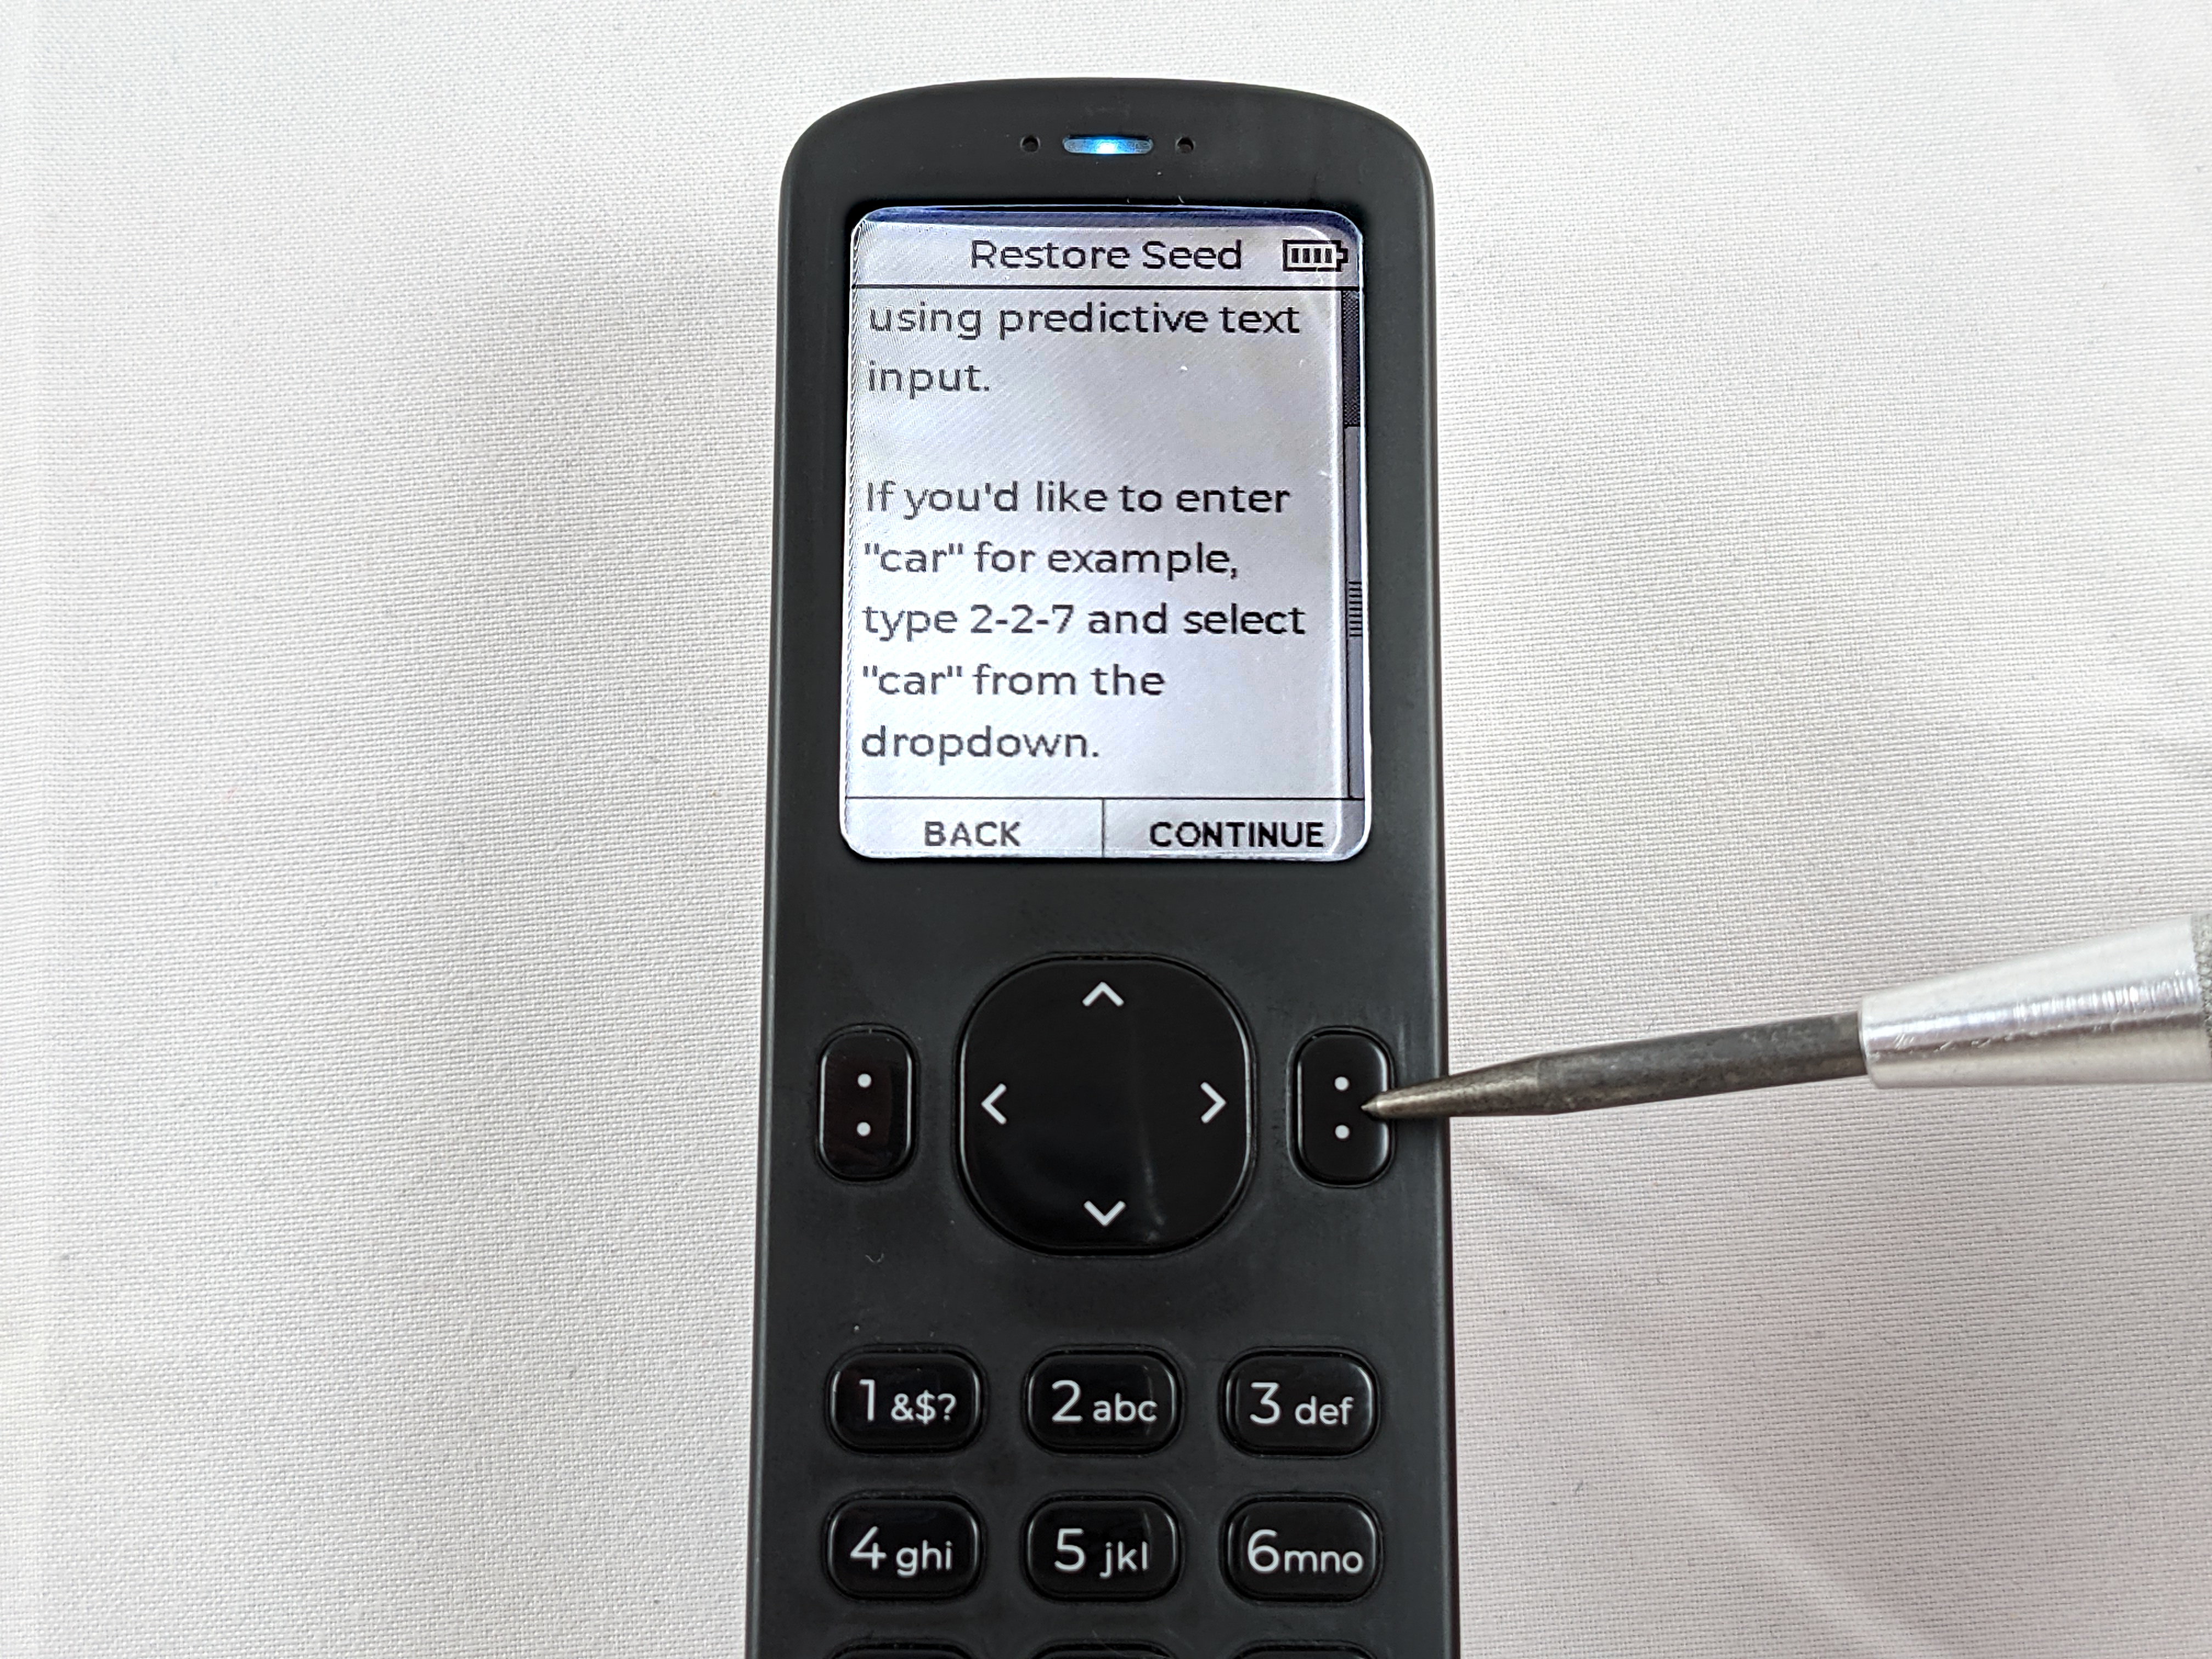 Restore Seed
using predictive text
input.
If you'd like to enter
"car" for example,
type 2-2-7 and select
"car" from the
dropdown.
BACK CONTINUE
1 &$? 2 abc 3 def
4 ghi 5 jkl 6 mno